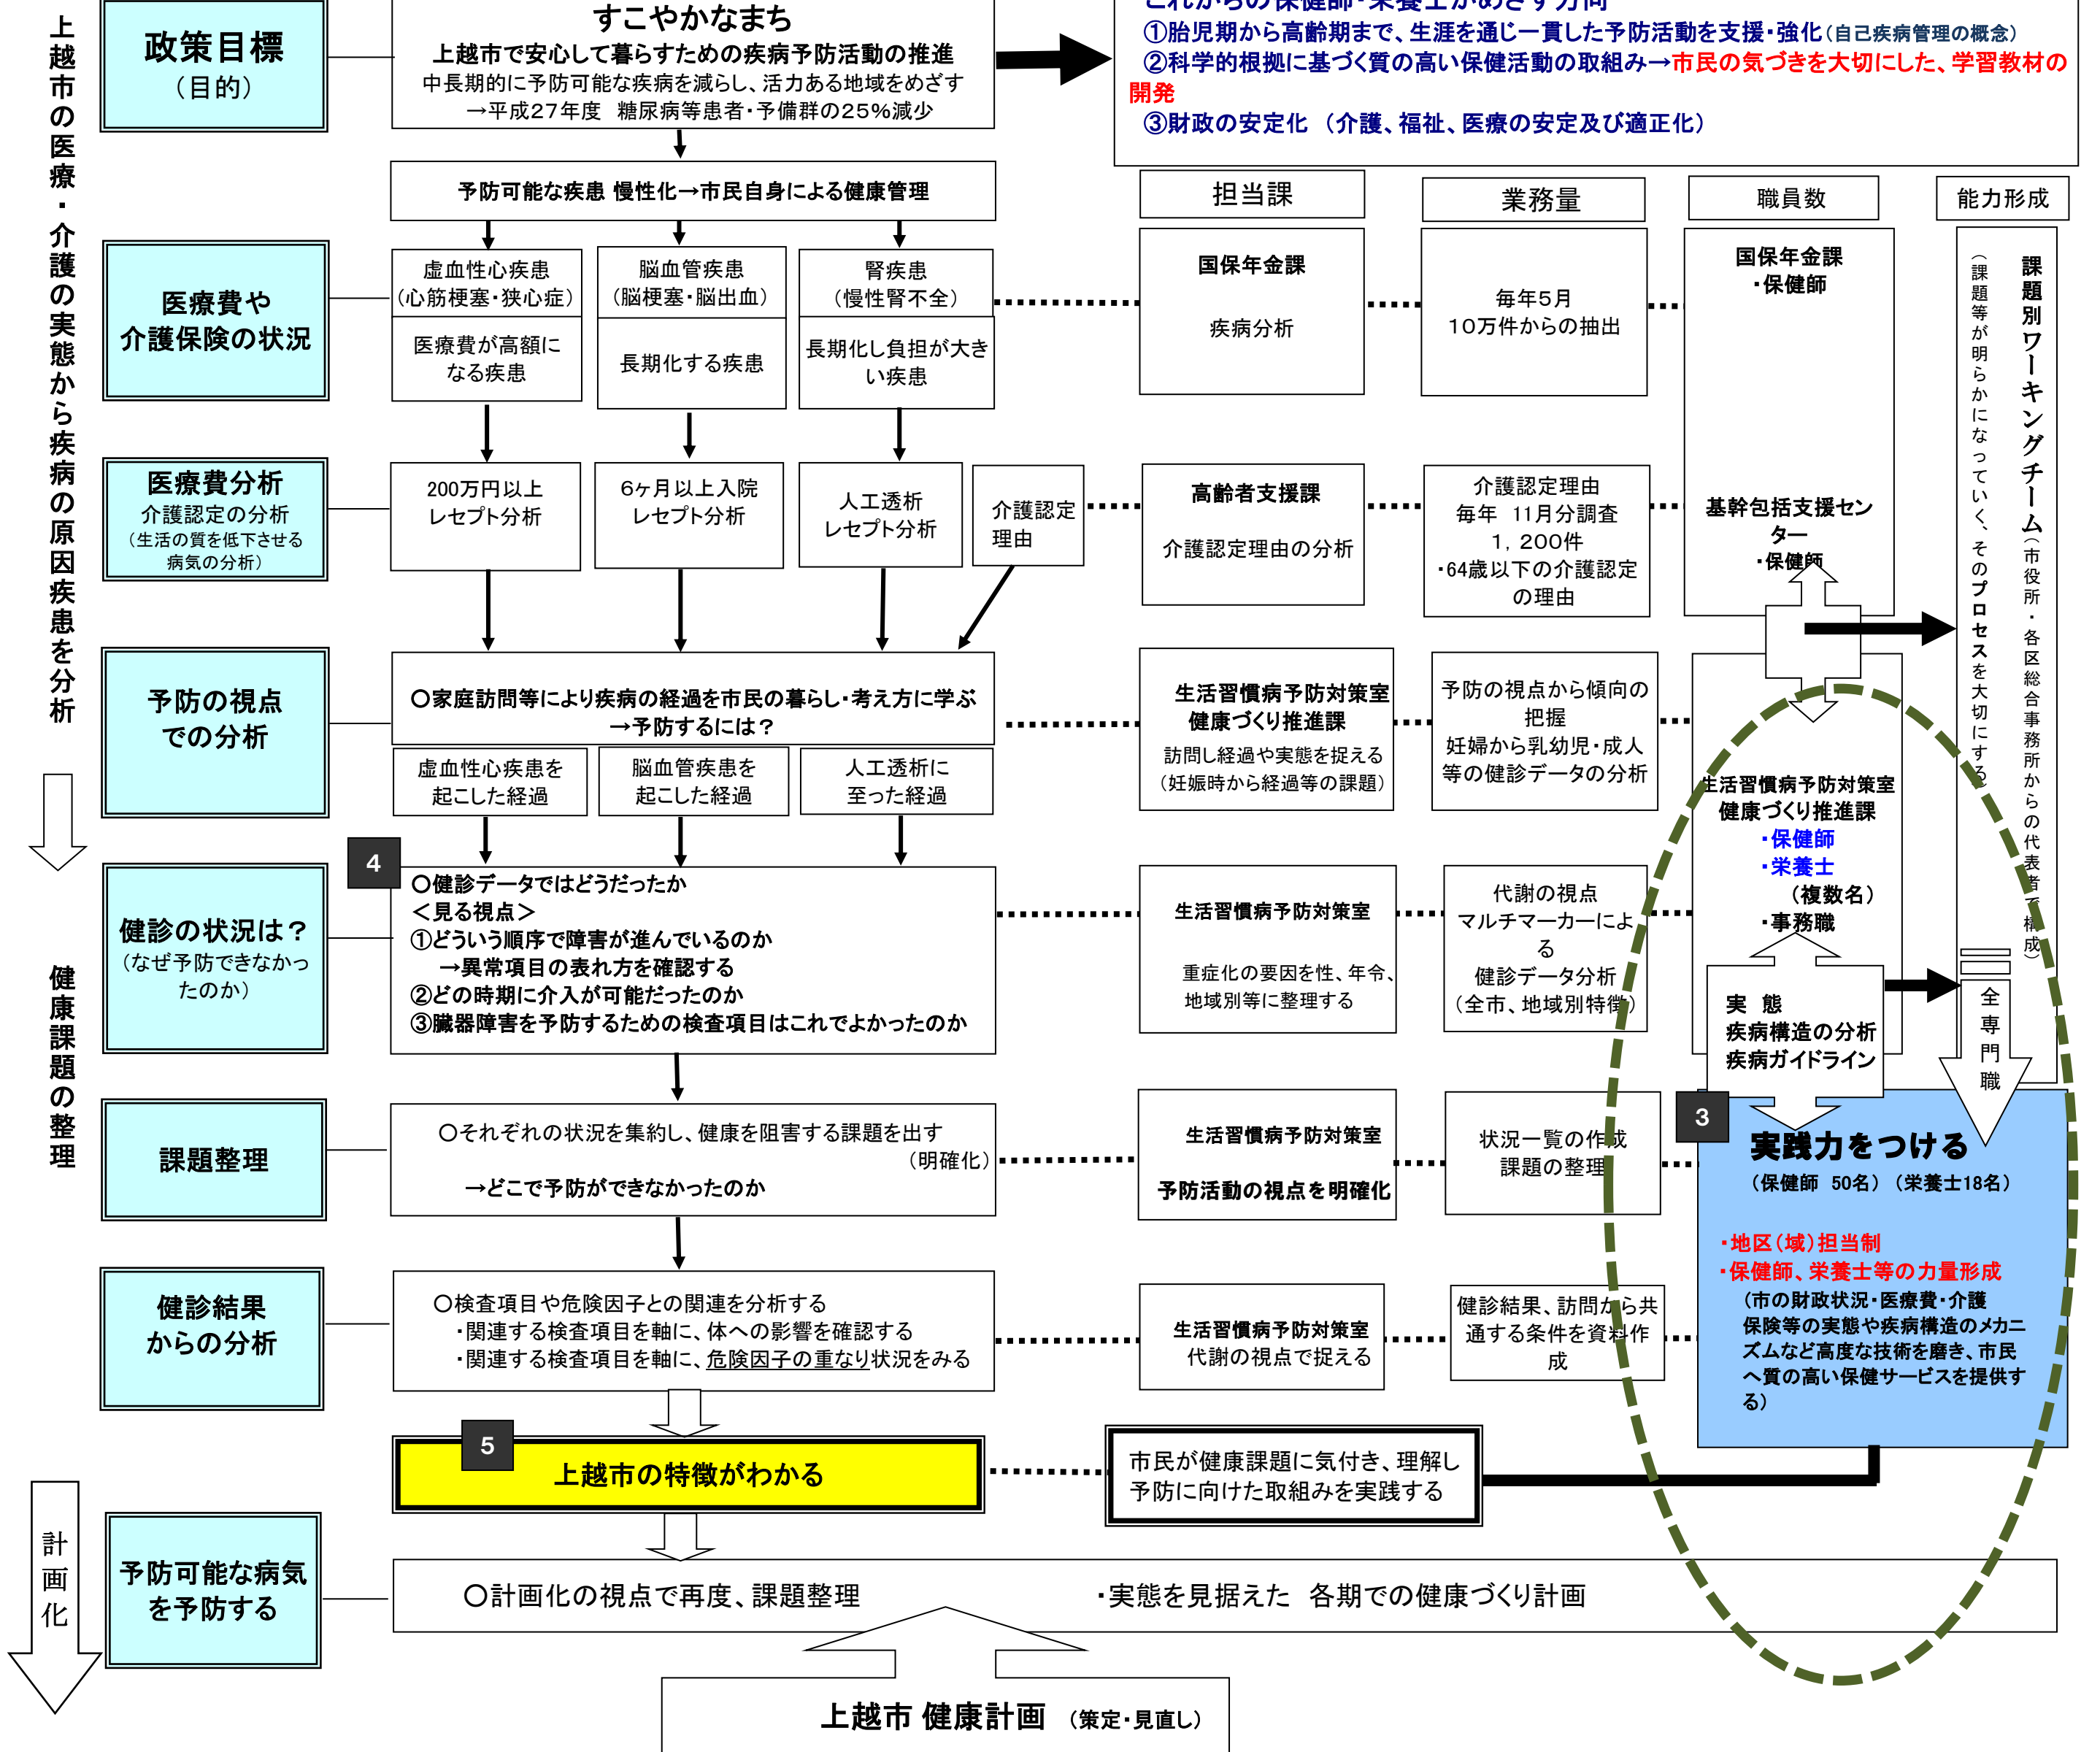 上越市の医療・介護の実態から疾病の原因疾患を分析
健康課題の整理
計画化
政策目標
（目的）
すこやかなまち
上越市で安心して暮らすための疾病予防活動の推進
中長期的に予防可能な疾病を減らし、活力ある地域をめざす
→平成27年度 糖尿病等患者・予備群の25％減少
これからの保健師・栄養士がめざす方向
①胎児期から高齢期まで、生涯を通じ一貫した予防活動を支援・強化（自己疾病管理の概念）
②科学的根拠に基づく質の高い保健活動の取組み→市民の気づきを大切にした、学習教材の
開発
③財政の安定化 （介護、福祉、医療の安定及び適正化）
予防可能な疾患 慢性化→市民自身による健康管理
担当課
業務量
職員数
能力形成
医療費や
介護保険の状況
虚血性心疾患
（心筋梗塞・狭心症）
医療費が高額に
なる疾患
脳血管疾患
（脳梗塞・脳出血）
長期化する疾患
腎疾患
（慢性腎不全）
長期化し負担が大き
い疾患
国保年金課
疾病分析
毎年5月
10万件からの抽出
国保年金課
・保健師
基幹包括支援セン
ター
・保健師
課題別ワーキングチーム（市役所・各区総合事務所からの代表者で構成）
（課題等が明らかになっていく、そのプロセスを大切にする）
医療費分析
介護認定の分析
（生活の質を低下させる
病気の分析）
200万円以上
レセプト分析
6ヶ月以上入院
レセプト分析
人工透析
レセプト分析
介護認定
理由
高齢者支援課
介護認定理由の分析
介護認定理由
毎年 11月分調査
1，200件
・64歳以下の介護認定
の理由
予防の視点
での分析
○家庭訪問等により疾病の経過を市民の暮らし・考え方に学ぶ
→予防するには？
虚血性心疾患を
起こした経過
脳血管疾患を
起こした経過
人工透析に
至った経過
生活習慣病予防対策室
健康づくり推進課
訪問し経過や実態を捉える
（妊娠時から経過等の課題）
予防の視点から傾向の
把握
妊婦から乳幼児・成人
等の健診データの分析
生活習慣病予防対策室
健康づくり推進課
・保健師
・栄養士
（複数名）
・事務職
4
健診の状況は？
（なぜ予防できなかっ
たのか）
○健診データではどうだったか
＜見る視点＞
①どういう順序で障害が進んでいるのか
→異常項目の表れ方を確認する
②どの時期に介入が可能だったのか
③臓器障害を予防するための検査項目はこれでよかったのか
生活習慣病予防対策室
重症化の要因を性、年令、
地域別等に整理する
代謝の視点
マルチマーカーによ
る
健診データ分析
（全市、地域別特徴）
実 態
疾病構造の分析
疾病ガイドライン
全専門職
課題整理
○それぞれの状況を集約し、健康を阻害する課題を出す
（明確化）
→どこで予防ができなかったのか
生活習慣病予防対策室
予防活動の視点を明確化
状況一覧の作成
課題の整理
3
実践力をつける
（保健師 50名）（栄養士18名）
・地区（域）担当制
・保健師、栄養士等の力量形成
（市の財政状況・医療費・介護
保険等の実態や疾病構造のメカニ
ズムなど高度な技術を磨き、市民
へ質の高い保健サービスを提供す
る）
健診結果
からの分析
○検査項目や危険因子との関連を分析する
・関連する検査項目を軸に、体への影響を確認する
・関連する検査項目を軸に、危険因子の重なり状況をみる
生活習慣病予防対策室
代謝の視点で捉える
健診結果、訪問から共
通する条件を資料作
成
5
上越市の特徴がわかる
市民が健康課題に気付き、理解し
予防に向けた取組みを実践する
予防可能な病気
を予防する
○計画化の視点で再度、課題整理 ・実態を見据えた 各期での健康づくり計画
上越市 健康計画 （策定・見直し）